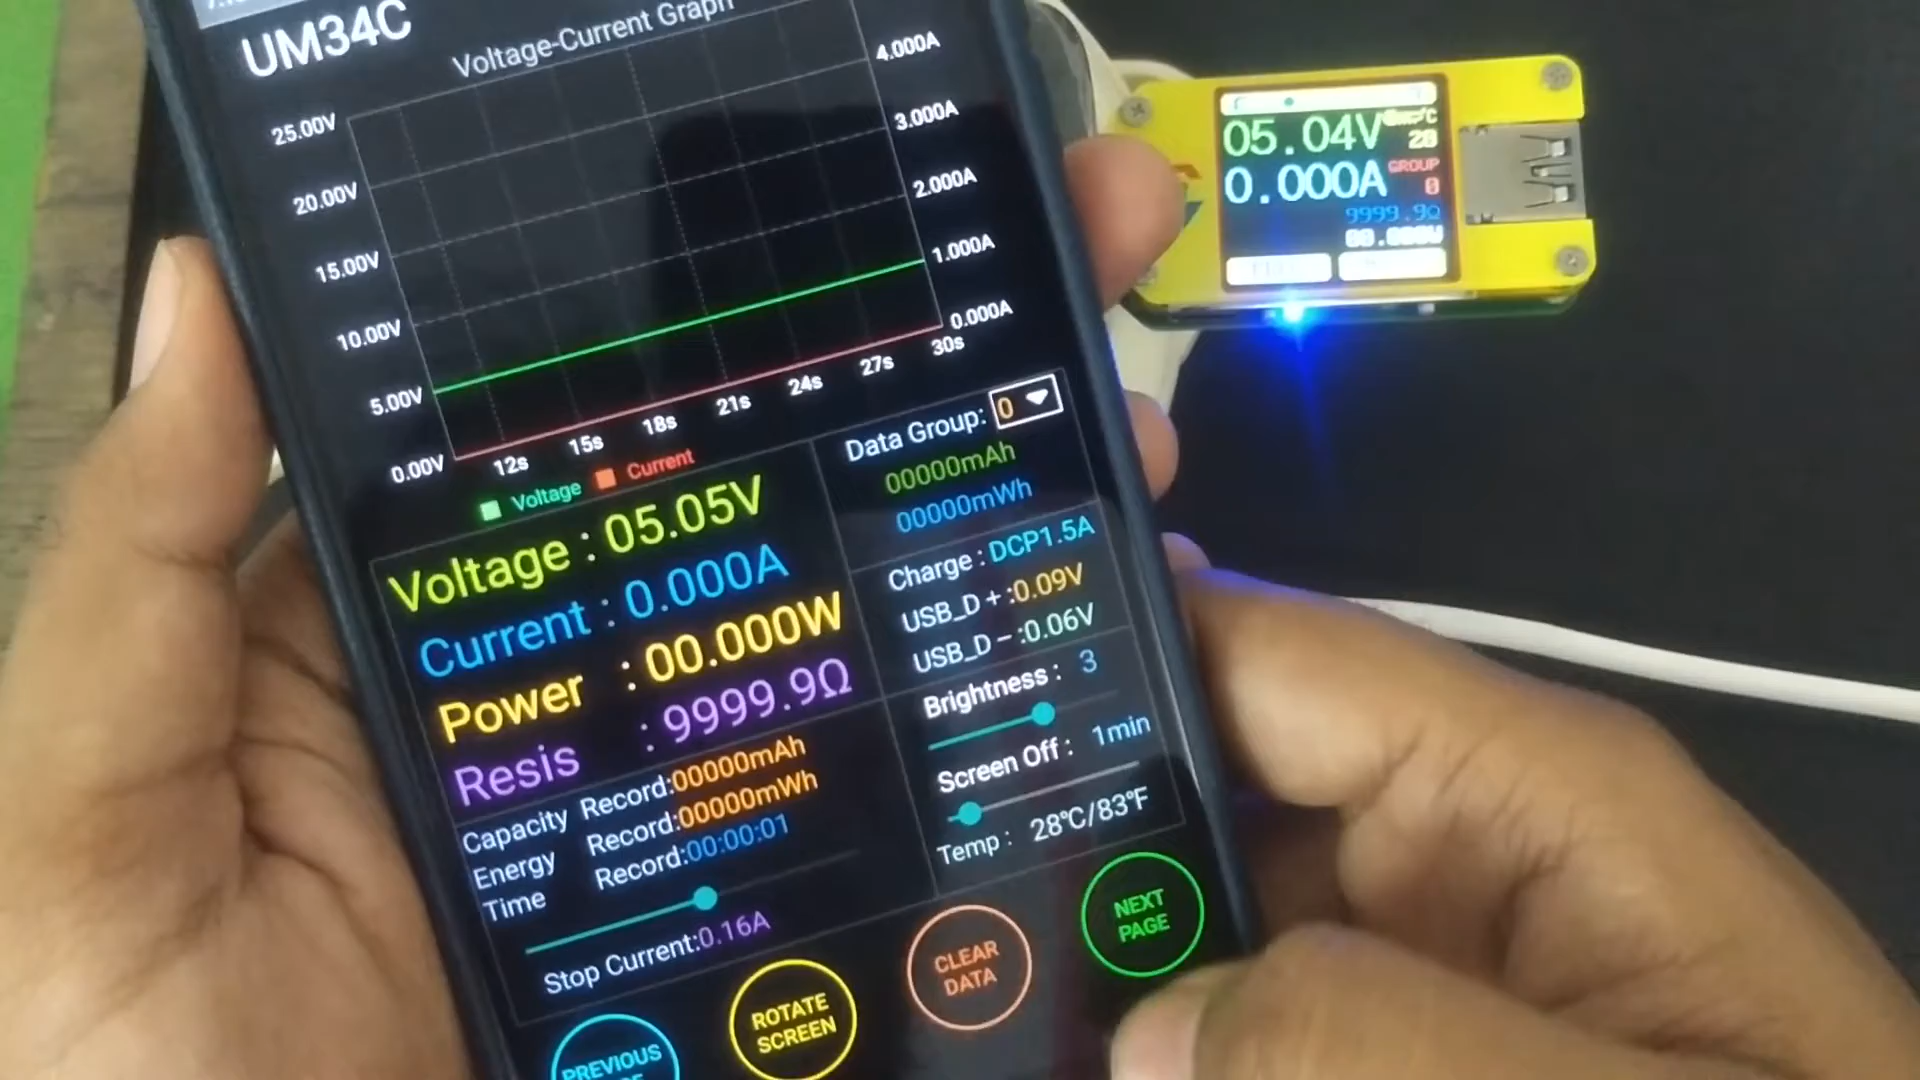 UM34C
Voltage-Current Graph
25.00V
20.00V
15.00V
10.00V
5.00V
0.00V
4.000A
3.000A
2.000A
1.000A
0.000A
12s 15s 18s 21s 24s 27s 30s
Voltage Current
Voltage : 05.05V
Current : 0.000A
Power : 00.000W
Resis : 9999.9Ω
Capacity Record:00000mAh
Energy Record:00000mWh
Time Record:00:00:01
Stop Current:0.16A
Data Group: 0
00000mAh
00000mWh
Charge : DCP1.5A
USB_D + :0.09V
USB_D − :0.06V
Brightness : 3
Screen Off : 1min
Temp : 28℃/83℉
PREVIOUS
ROTATE
SCREEN
CLEAR
DATA
NEXT
PAGE
05.04V
28
0.000A
GROUP
0
9999.9Ω
00.000W